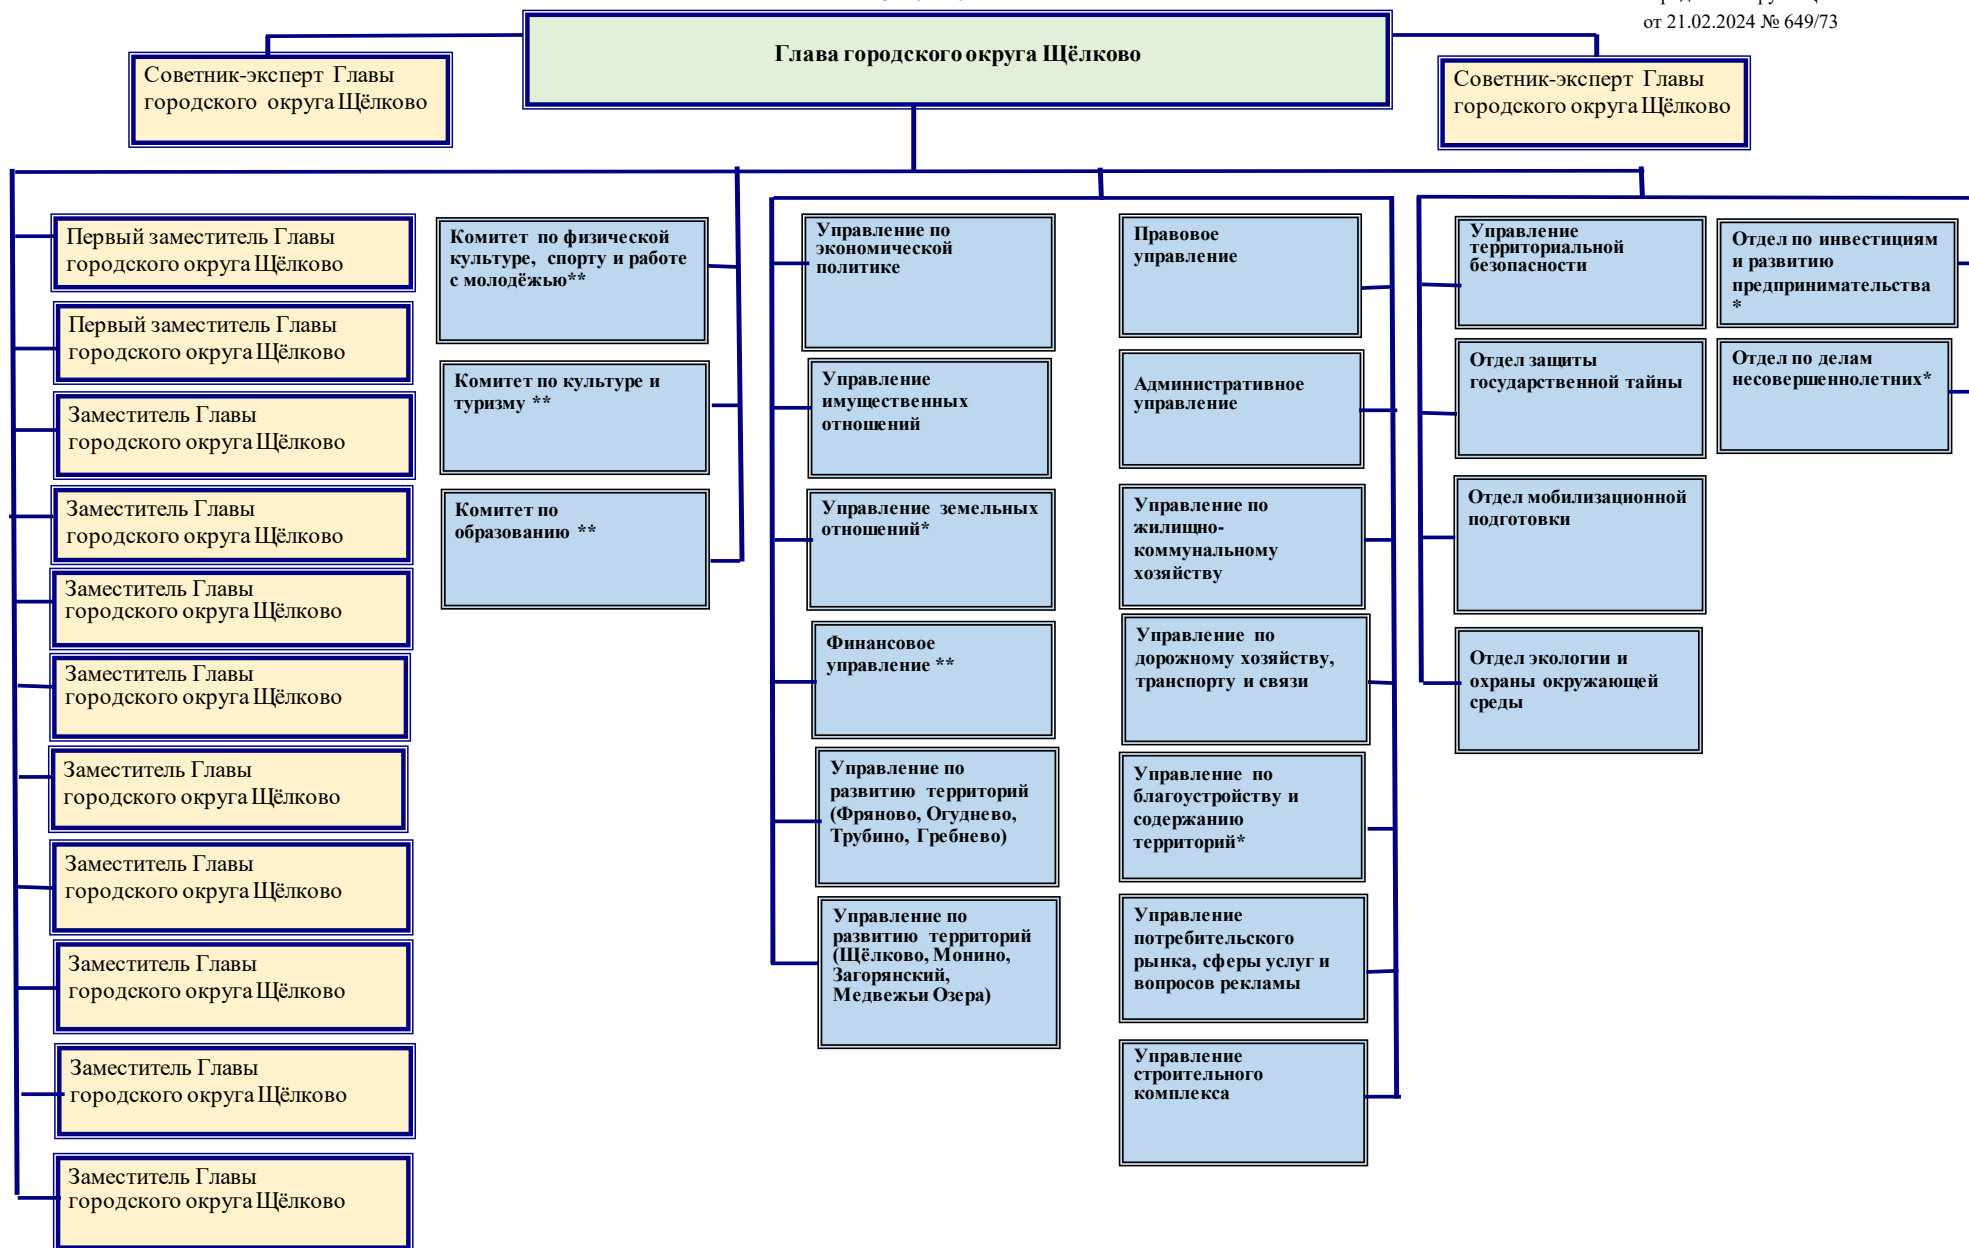 от 21.02.2024 № 649/73
Глава городского округа Щёлково
Советник-эксперт Главы
городского округа Щёлково
Советник-эксперт Главы
городского округа Щёлково
Первый заместитель Главы
городского округа Щёлково
Первый заместитель Главы
городского округа Щёлково
Заместитель Главы
городского округа Щёлково
Заместитель Главы
городского округа Щёлково
Заместитель Главы
городского округа Щёлково
Заместитель Главы
городского округа Щёлково
Заместитель Главы
городского округа Щёлково
Заместитель Главы
городского округа Щёлково
Заместитель Главы
городского округа Щёлково
Заместитель Главы
городского округа Щёлково
Заместитель Главы
городского округа Щёлково
Комитет по физической
культуре, спорту и работе
с молодёжью**
Комитет по культуре и
туризму **
Комитет по
образованию **
Управление по
экономической
политике
Управление
имущественных
отношений
Управление земельных
отношений*
Финансовое
управление **
Управление по
развитию территорий
(Фряново, Огуднево,
Трубино, Гребнево)
Управление по
развитию территорий
(Щёлково, Монино,
Загорянский,
Медвежьи Озера)
Правовое
управление
Административное
управление
Управление по
жилищно-
коммунальному
хозяйству
Управление по
дорожному хозяйству,
транспорту и связи
Управление по
благоустройству и
содержанию
территорий*
Управление
потребительского
рынка, сферы услуг и
вопросов рекламы
Управление
строительного
комплекса
Управление
территориальной
безопасности
Отдел защиты
государственной тайны
Отдел мобилизационной
подготовки
Отдел экологии и
охраны окружающей
среды
Отдел по инвестициям
и развитию
предпринимательства
*
Отдел по делам
несовершеннолетних*